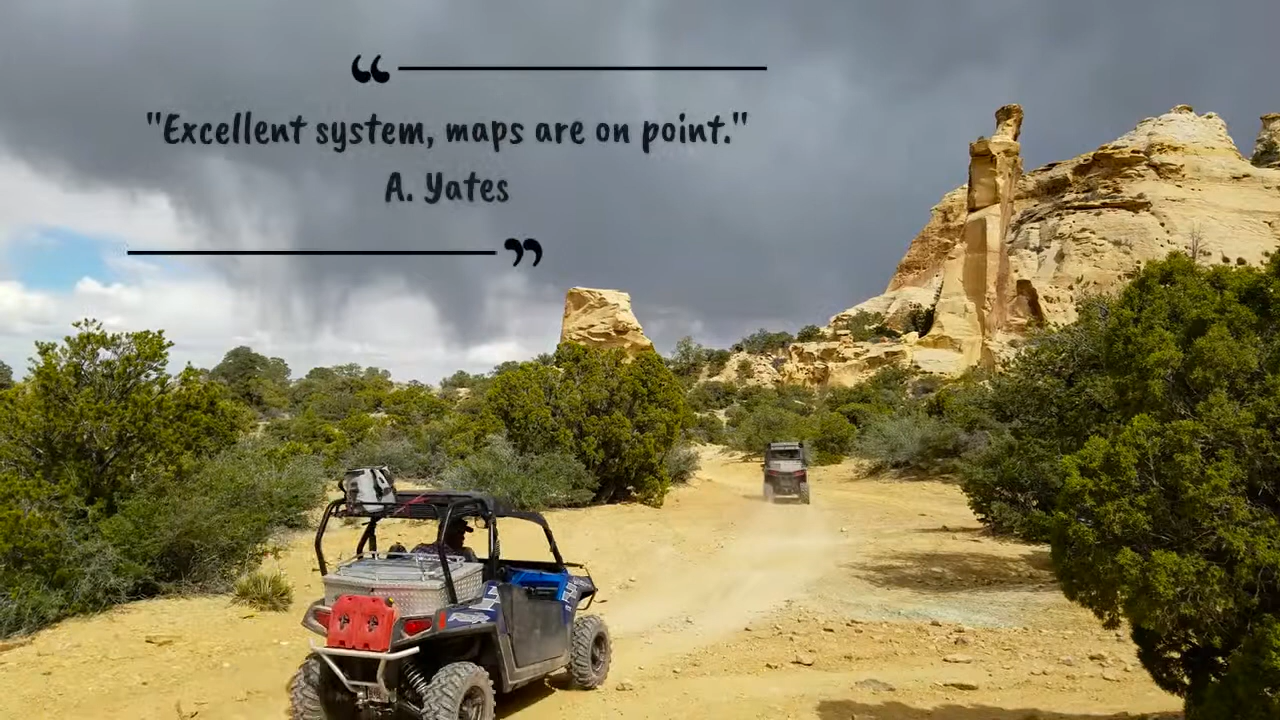 "Excellent system, maps are on point."
A. Yates